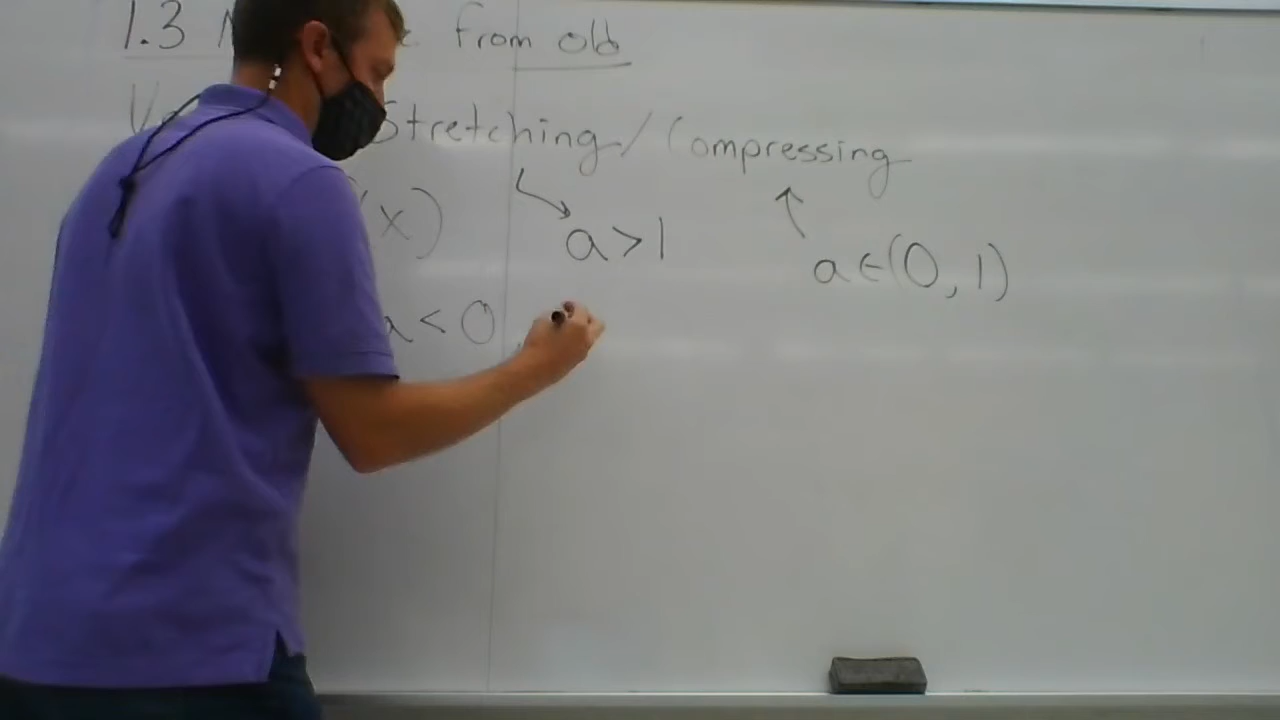 1.3 from old
Stretching / Compressing
(x) a > 1
a ∈ (0, 1)
a < 0,